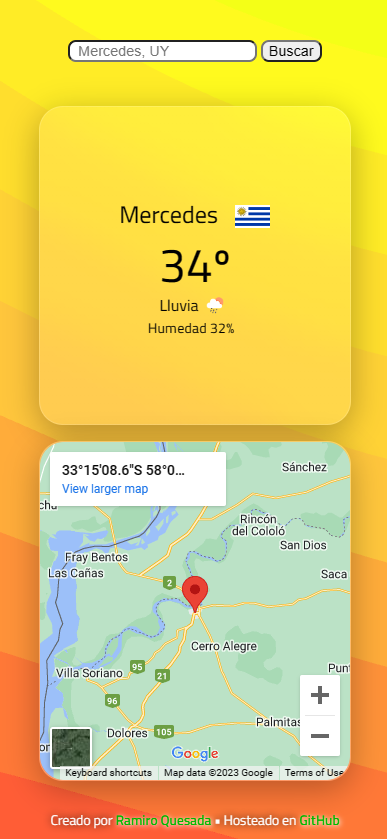 Mercedes, UY Buscar
Mercedes
34º
Lluvia
Humedad 32%
33°15'08.6"S 58°0...
View larger map
Sánchez
Rincón
del Cololó
San Dios
Fray Bentos
Las Cañas
2
Saca
Cerro Alegre
95
Villa Soriano
21
96
Palmitas
Dolores
105
Google
Keyboard shortcuts Map data ©2023 Google Terms of Use
Creado por Ramiro Quesada ▪ Hosteado en GitHub